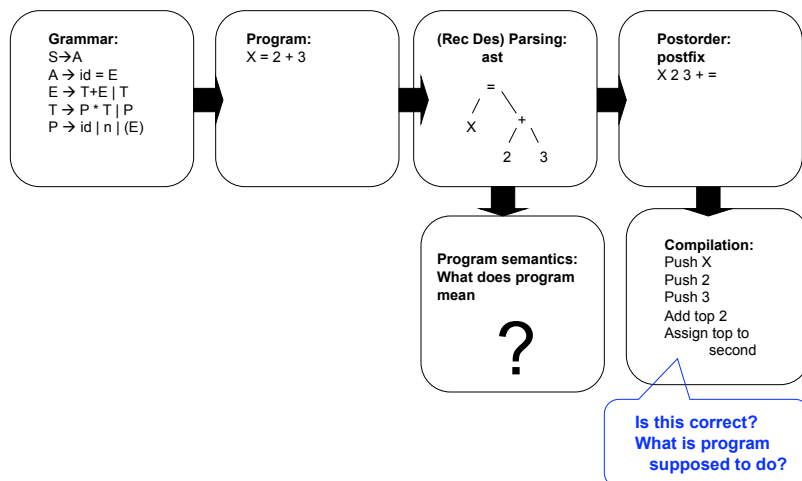 Grammar:
S→A
A → id = E
E → T+E | T
T → P * T | P
P → id | n | (E)
Program:
X = 2 + 3
(Rec Des) Parsing:
ast
=
X
+
2 3
Postorder:
postfix
X 2 3 + =
Program semantics:
What does program
mean
?
Compilation:
Push X
Push 2
Push 3
Add top 2
Assign top to
second
Is this correct?
What is program
supposed to do?